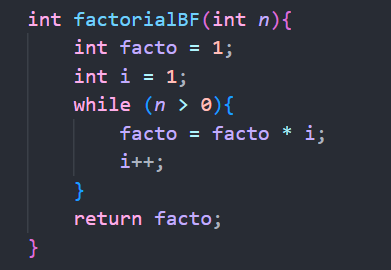 int factorialBF(int n){
    int facto = 1;
    int i = 1;
    while (n > 0){
        facto = facto * i;
        i++;
    }
    return facto;
}